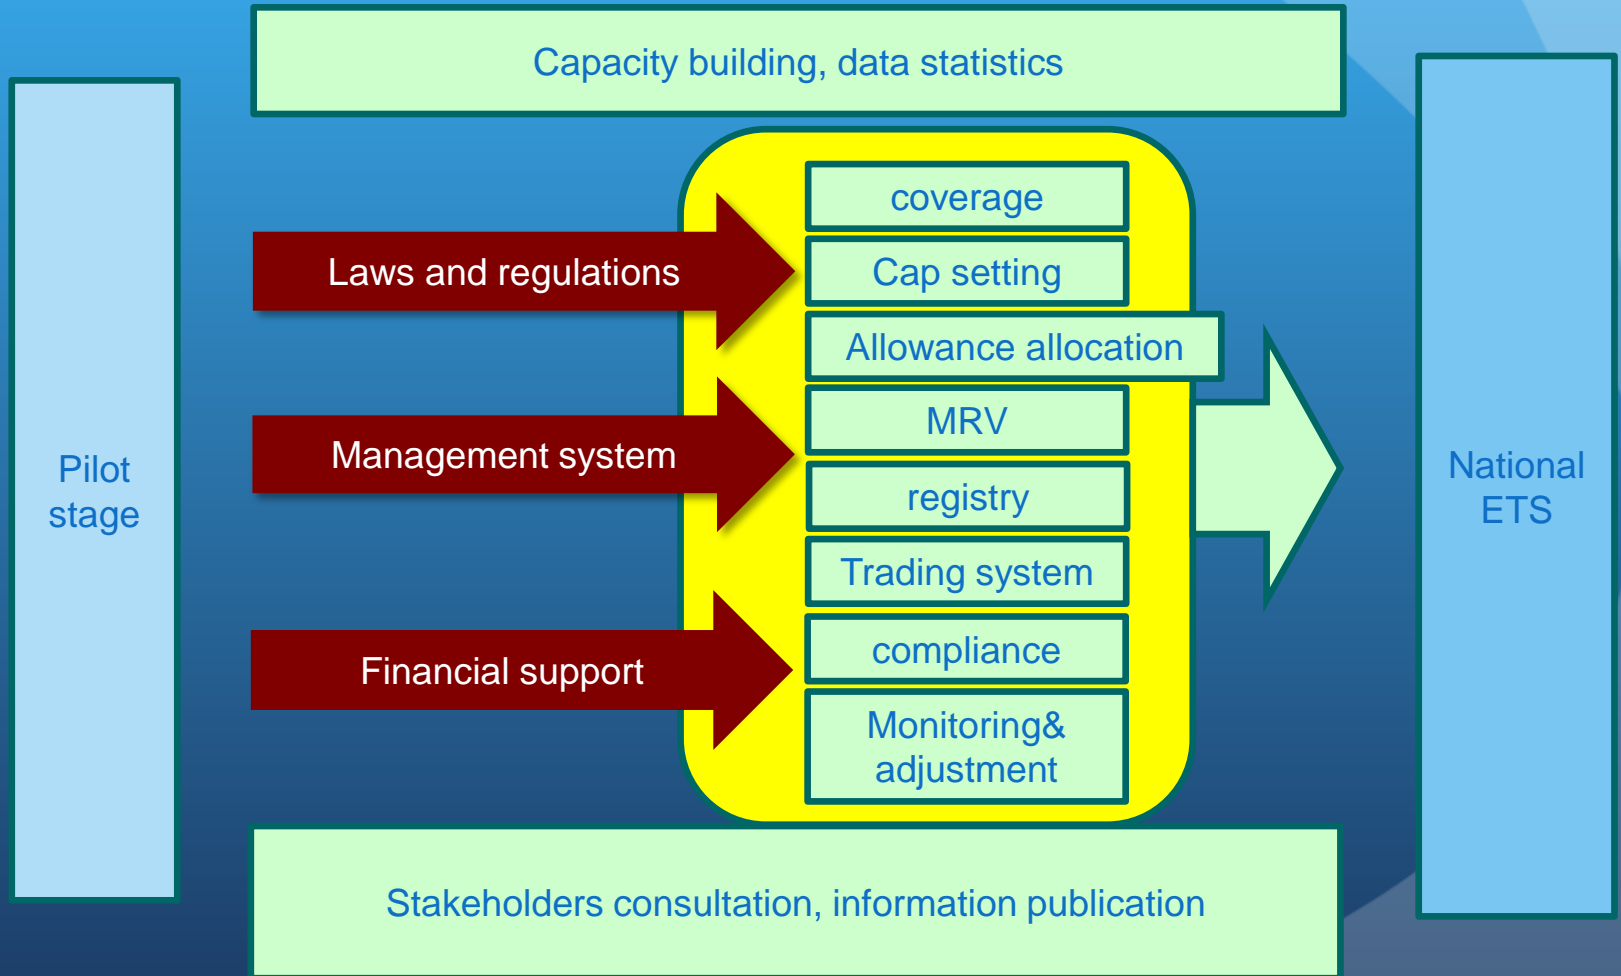 Capacity building, data statistics
Pilot
stage
Laws and regulations
Management system
Financial support
coverage
Cap setting
Allowance allocation
MRV
registry
Trading system
compliance
Monitoring&
adjustment
National
ETS
Stakeholders consultation, information publication